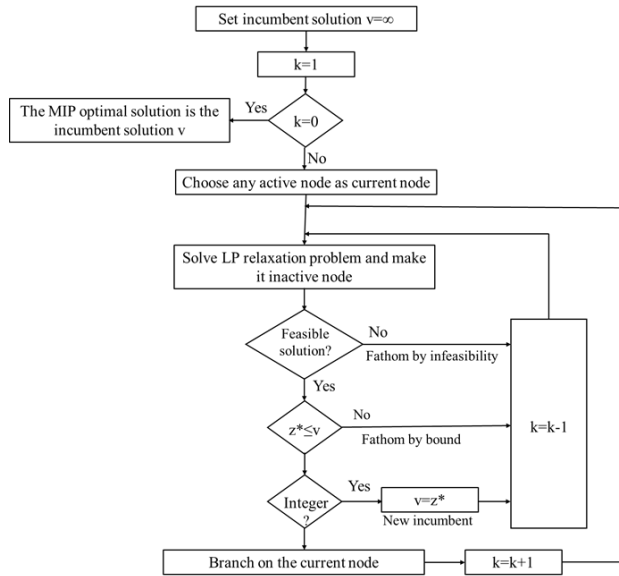 Set incumbent solution v=∞
k=1
Yes
The MIP optimal solution is the
incumbent solution v
k=0
No
Choose any active node as current node
Solve LP relaxation problem and make
it inactive node
Feasible
solution?
No
Fathom by infeasibility
Yes
z*≤v
No
Fathom by bound
k=k-1
Integer
?
Yes
v=z*
New incumbent
Branch on the current node
k=k+1